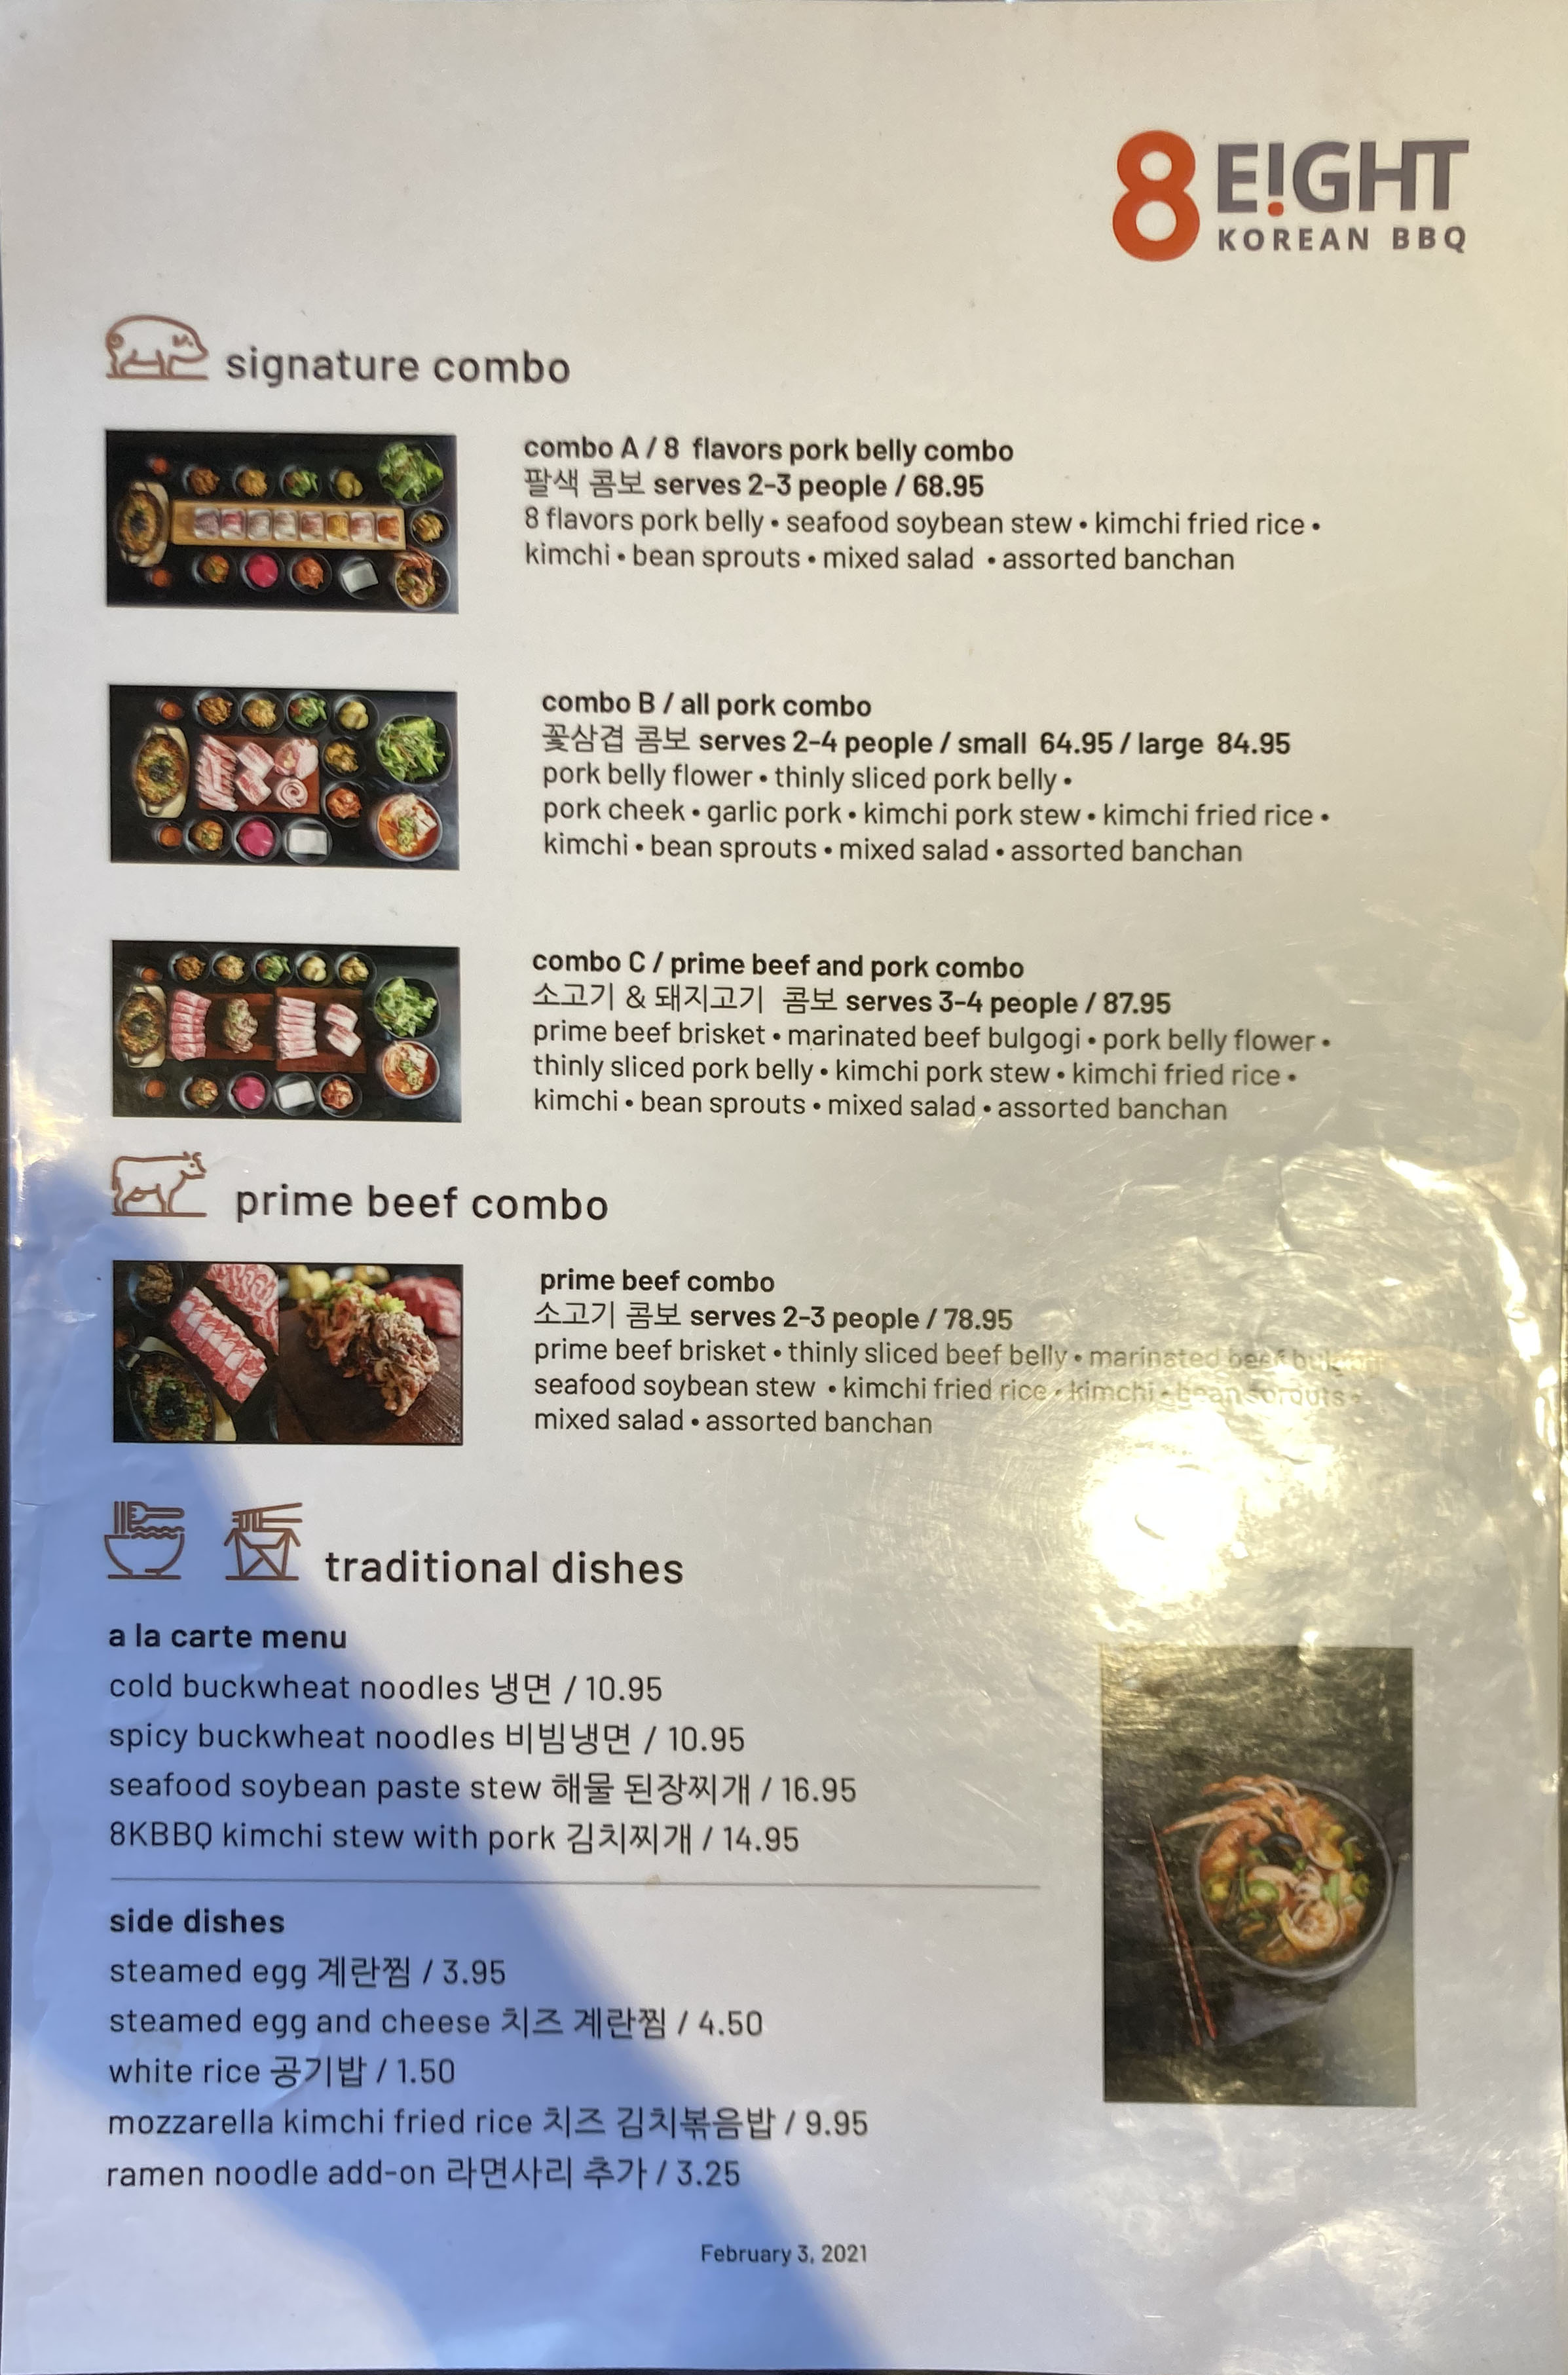 8 E!GHT
KOREAN BBQ
signature combo
combo A / 8 flavors pork belly combo
팔색 콤보 serves 2-3 people / 68.95
8 flavors pork belly • seafood soybean stew • kimchi fried rice •
kimchi • bean sprouts • mixed salad • assorted banchan
combo B / all pork combo
꽃삼겹 콤보 serves 2-4 people / small 64.95 / large 84.95
pork belly flower • thinly sliced pork belly •
pork cheek • garlic pork • kimchi pork stew • kimchi fried rice •
kimchi • bean sprouts • mixed salad • assorted banchan
combo C / prime beef and pork combo
소고기 & 돼지고기 콤보 serves 3-4 people / 87.95
prime beef brisket • marinated beef bulgogi • pork belly flower •
thinly sliced pork belly • kimchi pork stew • kimchi fried rice •
kimchi • bean sprouts • mixed salad • assorted banchan
prime beef combo
prime beef combo
소고기 콤보 serves 2-3 people / 78.95
prime beef brisket • thinly sliced beef belly • marinated beef
seafood soybean stew • kimchi fried rice • kimchi • bean sprouts •
mixed salad • assorted banchan
traditional dishes
a la carte menu
cold buckwheat noodles 냉면 / 10.95
spicy buckwheat noodles 비빔냉면 / 10.95
seafood soybean paste stew 해물 된장찌개 / 16.95
8KBBQ kimchi stew with pork 김치찌개 / 14.95
side dishes
steamed egg 계란찜 / 3.95
steamed egg and cheese 치즈 계란찜 / 4.50
white rice 공기밥 / 1.50
mozzarella kimchi fried rice 치즈 김치볶음밥 / 9.95
ramen noodle add-on 라면사리 추가 / 3.25
February 3, 2021